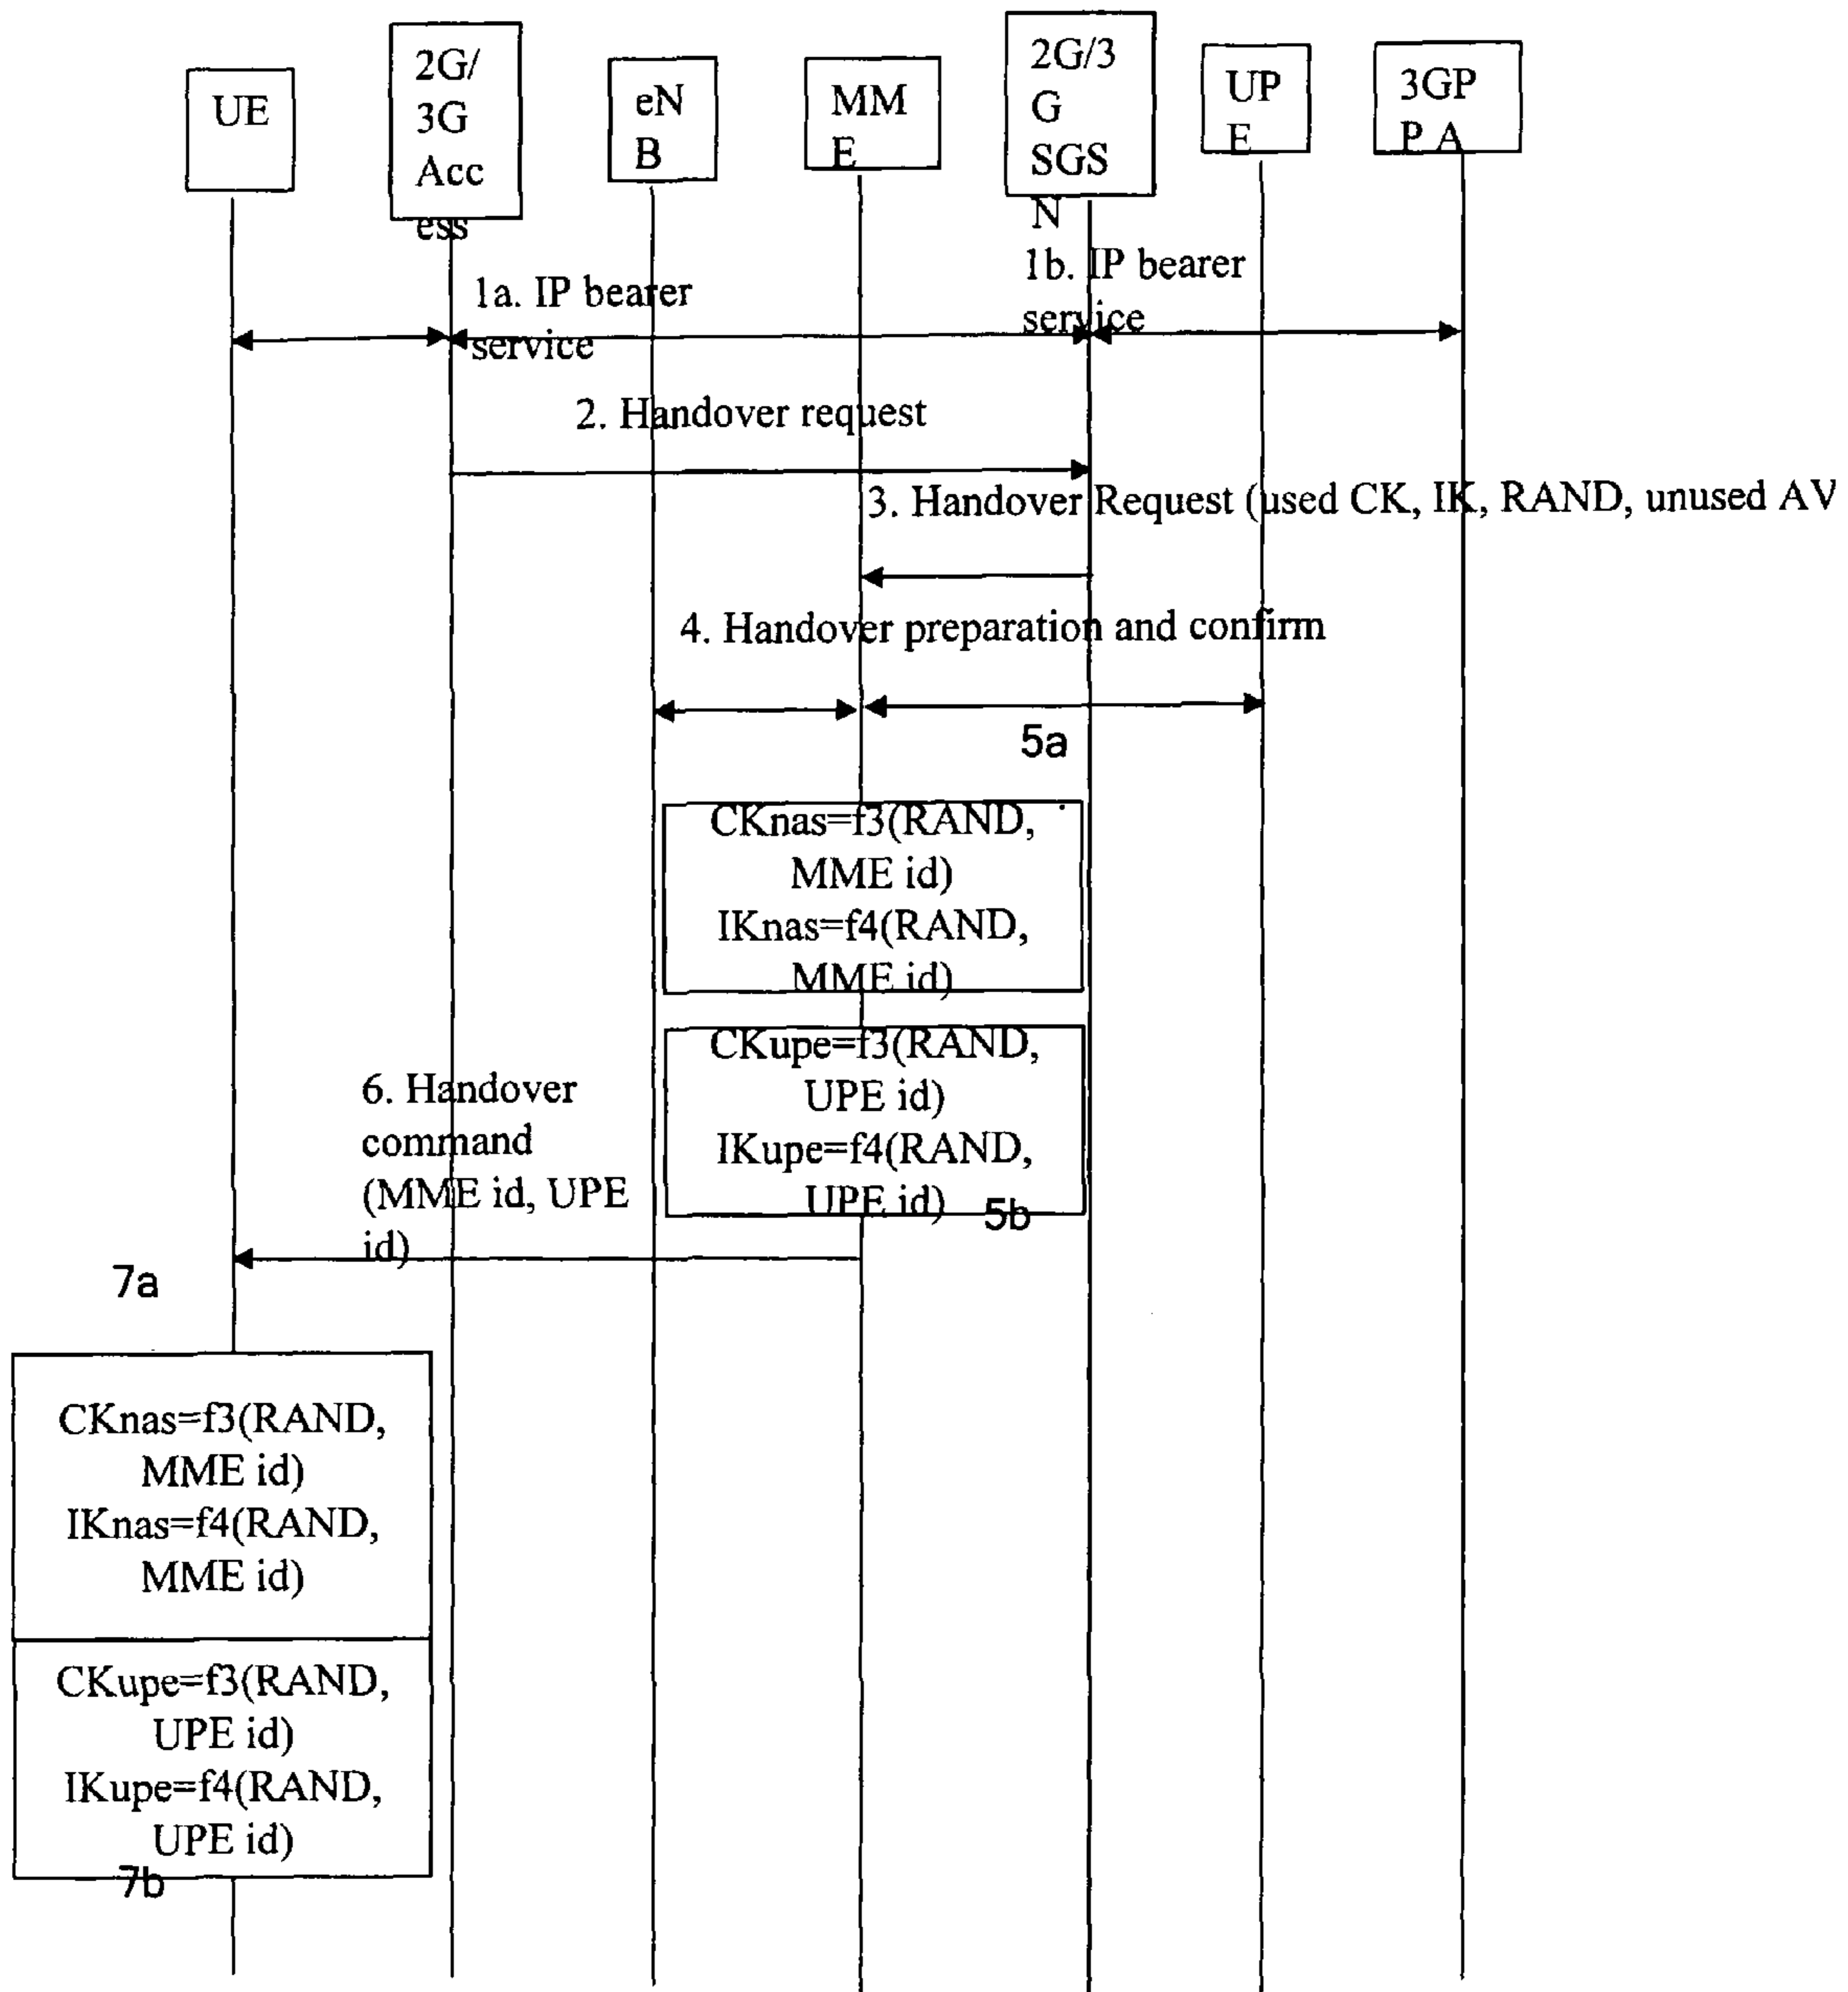 UE
2G/
3G
Acc
ess
eN
B
MM
E
2G/3
G
SGS
N
UP
E
3GP
P A
1a. IP bearer
service
1b. IP bearer
service
2. Handover request
3. Handover Request (used CK, IK, RAND, unused AV
4. Handover preparation and confirm
5a
CKnas=f3(RAND,
MME id)
IKnas=f4(RAND,
MME id)
CKupe=f3(RAND,
UPE id)
IKupe=f4(RAND,
UPE id)
5b
6. Handover
command
(MME id, UPE
id)
7a
CKnas=f3(RAND,
MME id)
IKnas=f4(RAND,
MME id)
CKupe=f3(RAND,
UPE id)
IKupe=f4(RAND,
UPE id)
7b